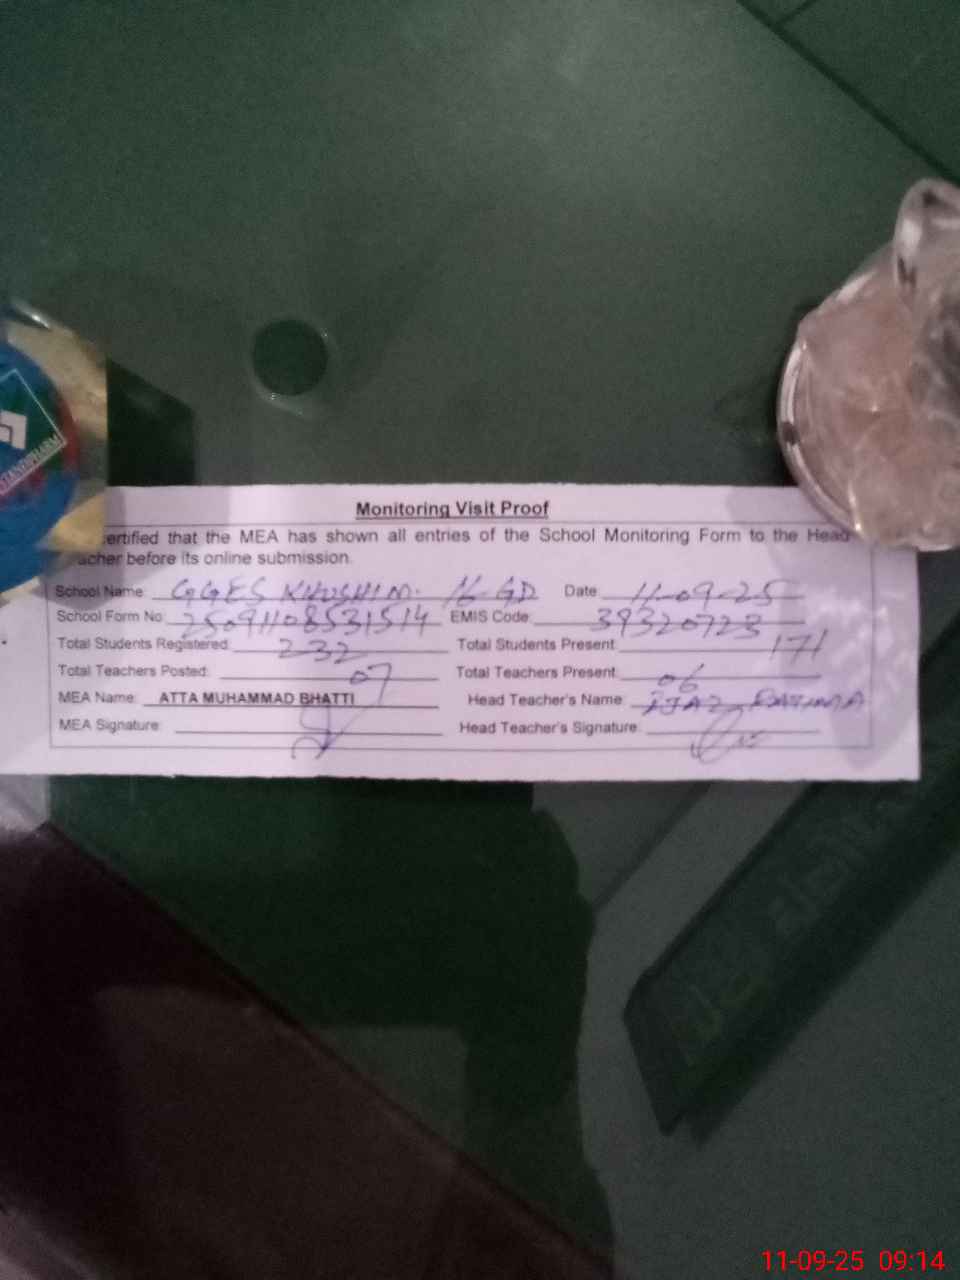 Monitoring Visit Proof
ertified that the MEA has shown all entries of the School Monitoring Form to the Head
acher before its online submission.
School Name: GGES KHUSHI M. 16 GD Date 11-09-25
School Form No: 25091108531514 EMIS Code: 39320723
Total Students Registered: 232 Total Students Present: 171
Total Teachers Posted: 07 Total Teachers Present: 06
MEA Name: ATTA MUHAMMAD BHATTI Head Teacher's Name: IJAZ FATIMA
MEA Signature: Head Teacher's Signature:
11-09-25 09:14